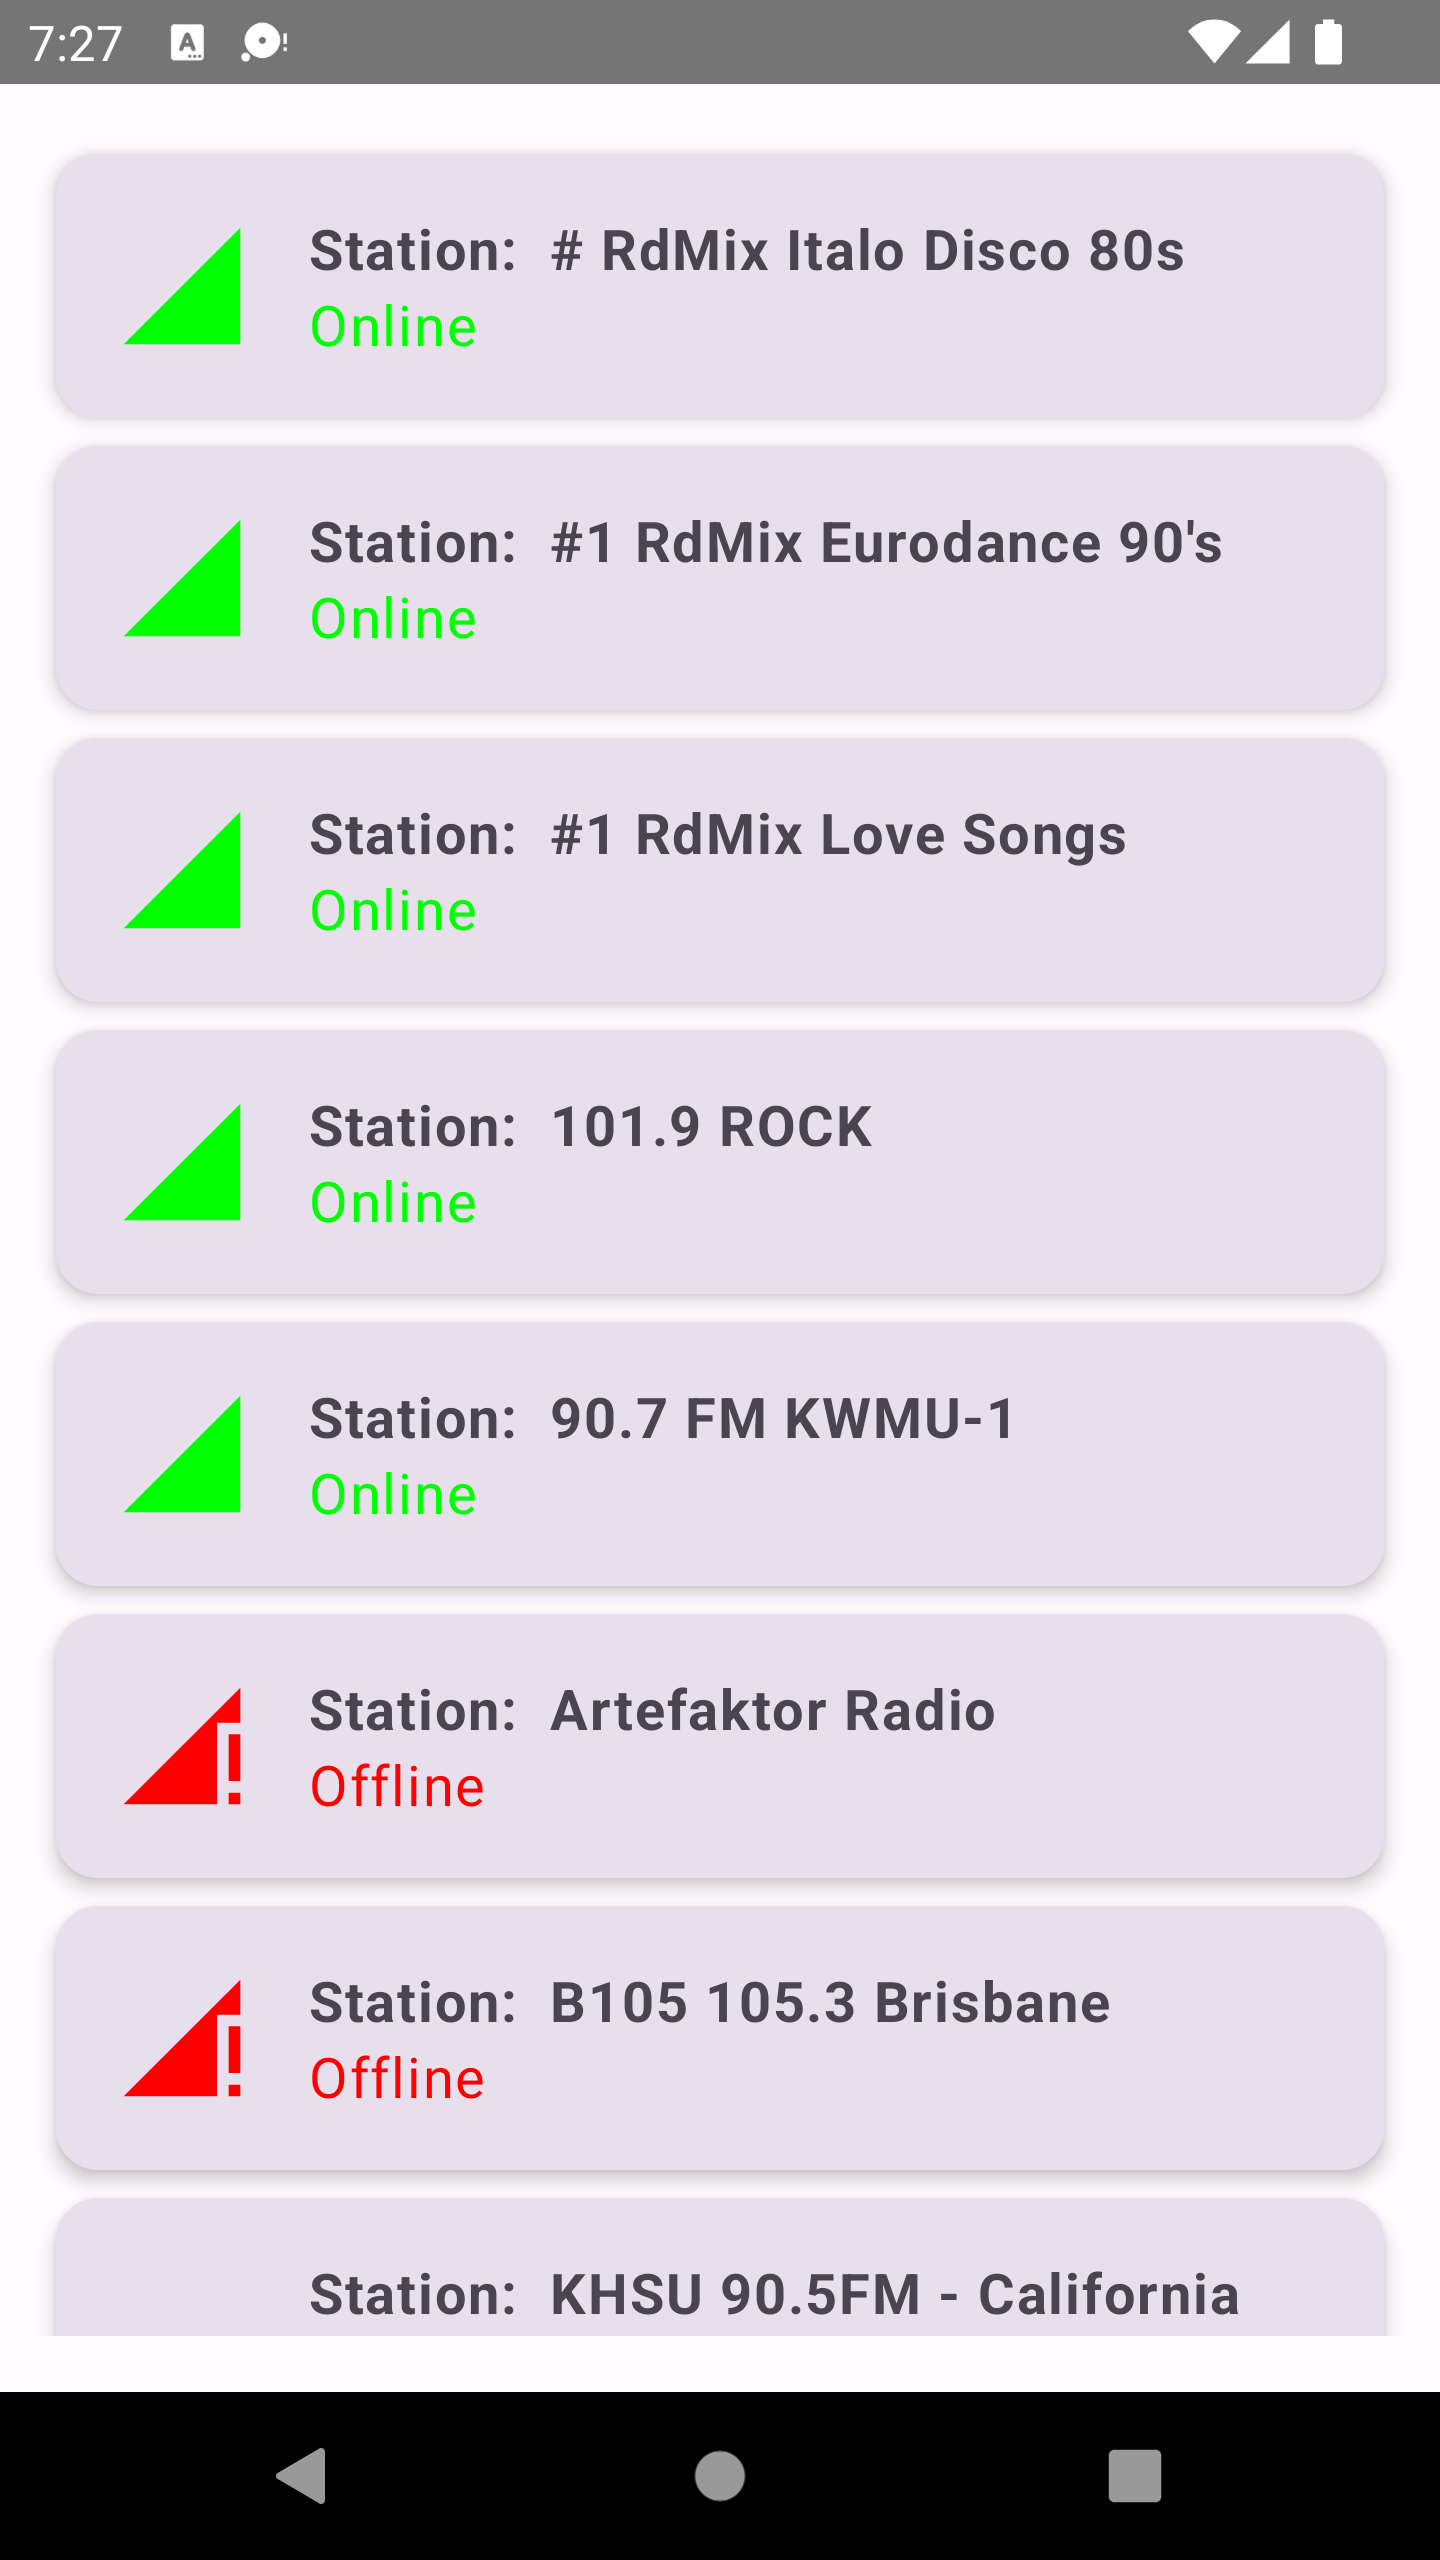 7:27
Station: # RdMix Italo Disco 80s
Online
Station: #1 RdMix Eurodance 90's
Online
Station: #1 RdMix Love Songs
Online
Station: 101.9 ROCK
Online
Station: 90.7 FM KWMU-1
Online
Station: Artefaktor Radio
Offline
Station: B105 105.3 Brisbane
Offline
Station: KHSU 90.5FM - California